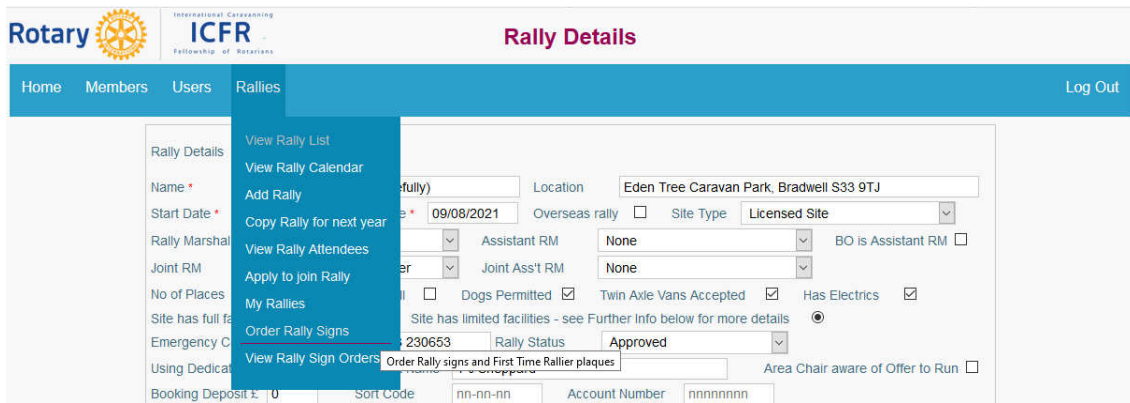 Rotary
International Caravanning
ICFR
Fellowship of Rotarians
Rally Details
Home Members Users Rallies Log Out
View Rally List
View Rally Calendar
Add Rally
Copy Rally for next year
View Rally Attendees
Apply to join Rally
My Rallies
Order Rally Signs
View Rally Sign Orders
Order Rally signs and First Time Rallier plaques
Rally Details
Name * efully) Location Eden Tree Caravan Park, Bradwell S33 9TJ
Start Date * * 09/08/2021 Overseas rally Site Type Licensed Site
Rally Marshal Assistant RM None BO is Assistant RM
Joint RM er Joint Ass't RM None
No of Places Dogs Permitted Twin Axle Vans Accepted Has Electrics
Site has full fa Site has limited facilities - see Further Info below for more details
Emergency C 230653 Rally Status Approved
Using Dedicat Area Chair aware of Offer to Run
Booking Deposit £ 0 Sort Code nn-nn-nn Account Number nnnnnnnn